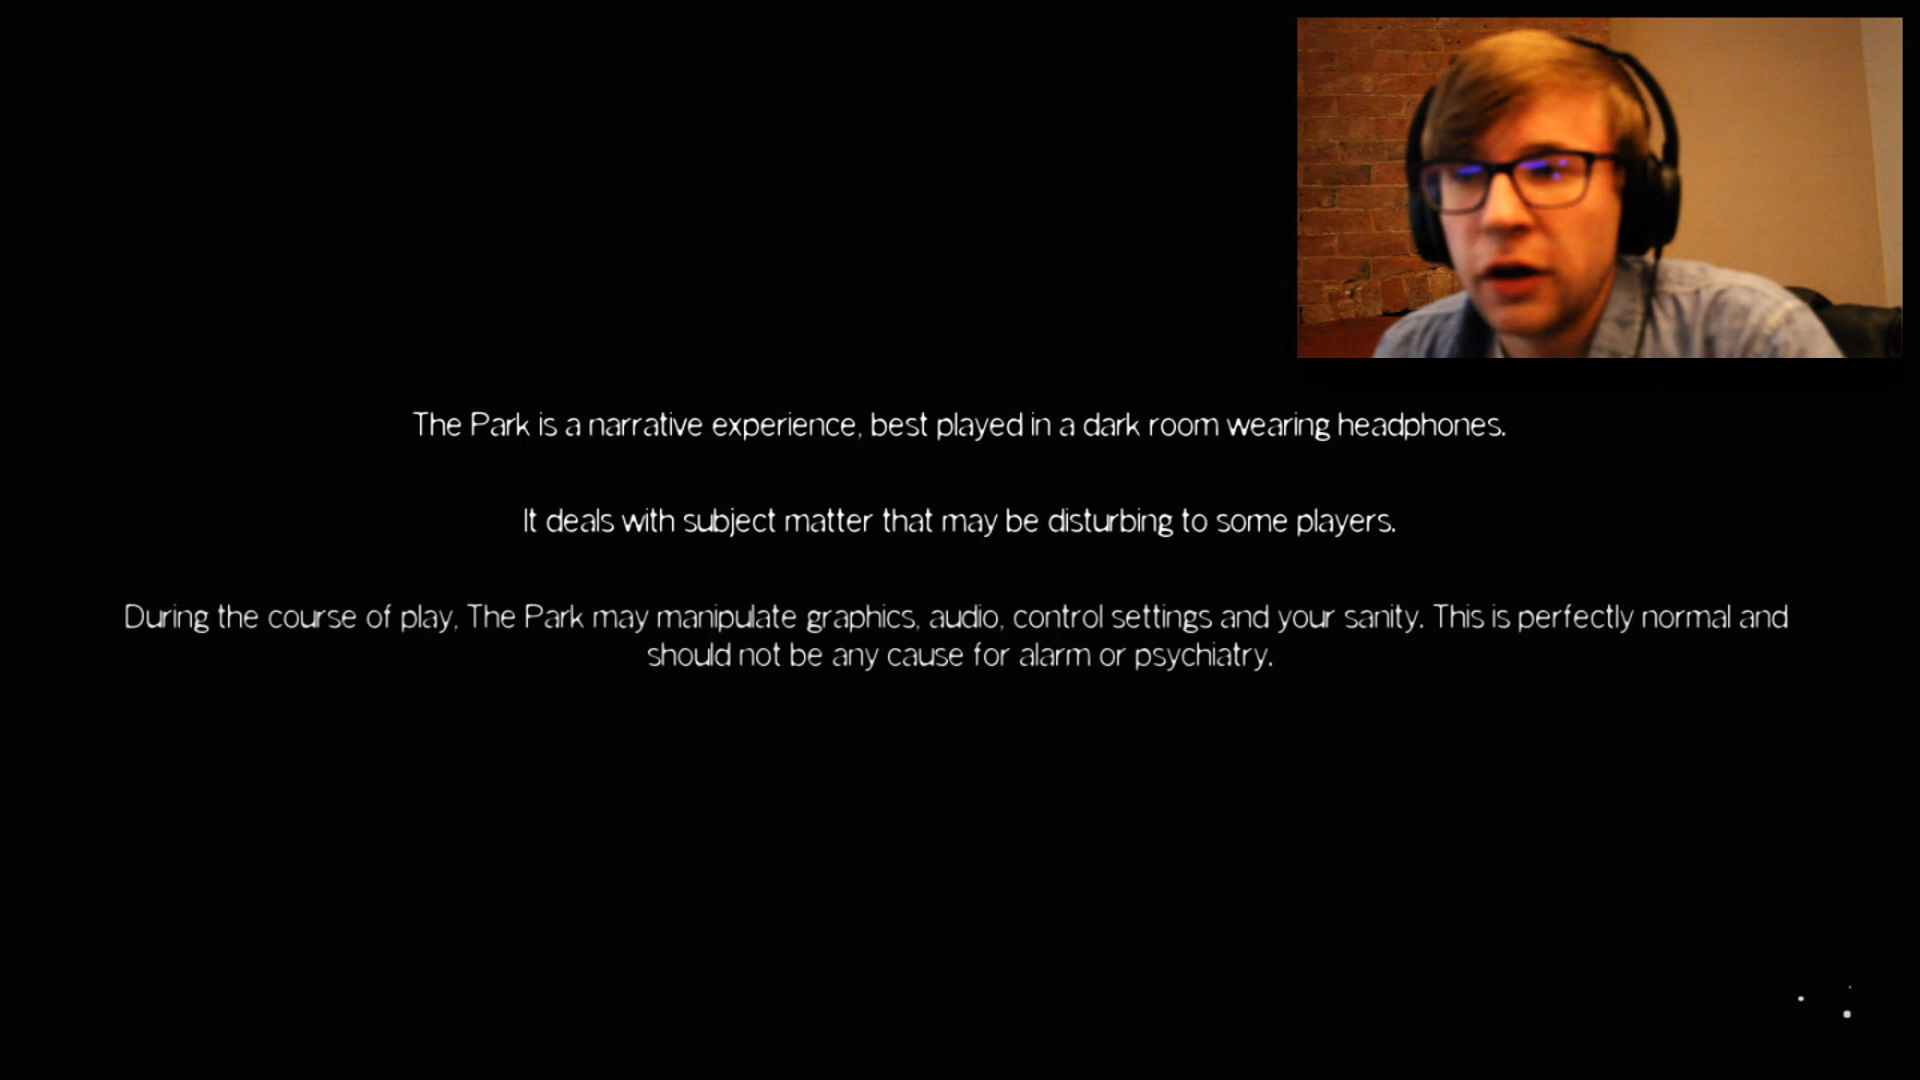 The Park is a narrative experience, best played in a dark room wearing headphones.
It deals with subject matter that may be disturbing to some players.
During the course of play, The Park may manipulate graphics, audio, control settings and your sanity. This is perfectly normal and
should not be any cause for alarm or psychiatry.